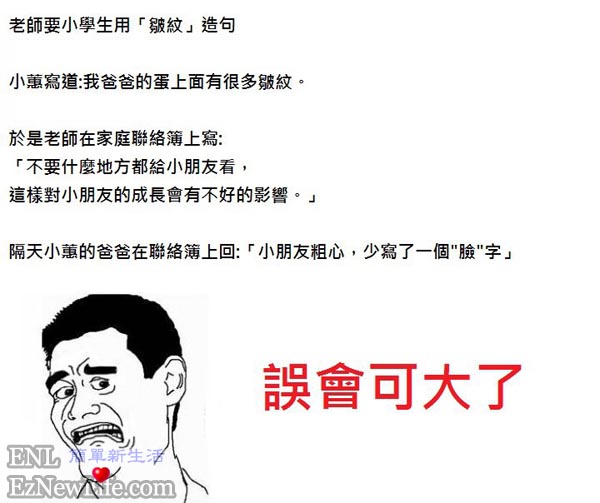 老師要小學生用「皺紋」造句
小蕙寫道:我爸爸的蛋上面有很多皺紋。
於是老師在家庭聯絡簿上寫:
「不要什麼地方都給小朋友看，
這樣對小朋友的成長會有不好的影響。」
隔天小蕙的爸爸在聯絡簿上回:「小朋友粗心，少寫了一個"臉"字」
誤會可大了
ENL 簡單新生活
EzNewlife.com